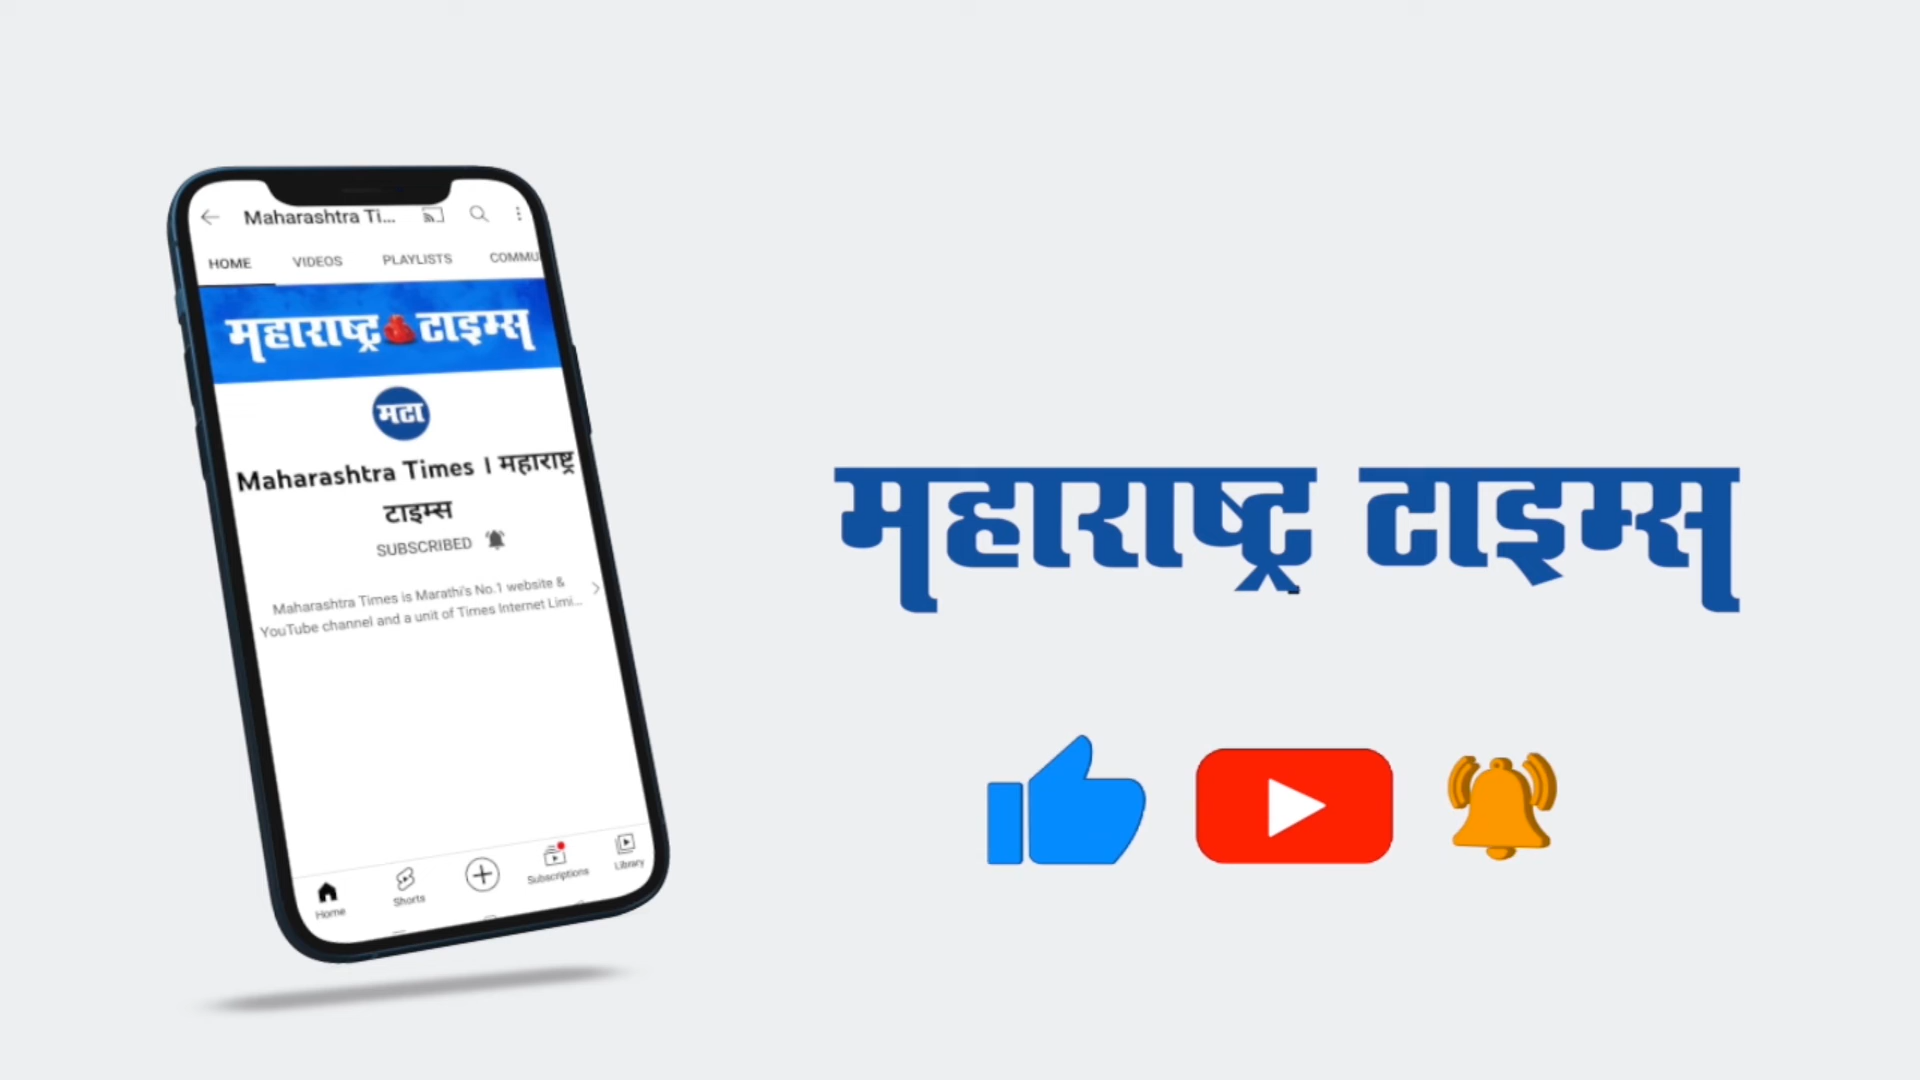 Maharashtra Ti...
HOME VIDEOS PLAYLISTS COMMU
महाराष्ट्र टाइम्स
मटा
Maharashtra Times । महाराष्ट्र
टाइम्स
SUBSCRIBED
Maharashtra Times is Marathi's No.1 website &
YouTube channel and a unit of Times Internet Limi...
Home Shorts Subscriptions Library
महाराष्ट्र टाइम्स